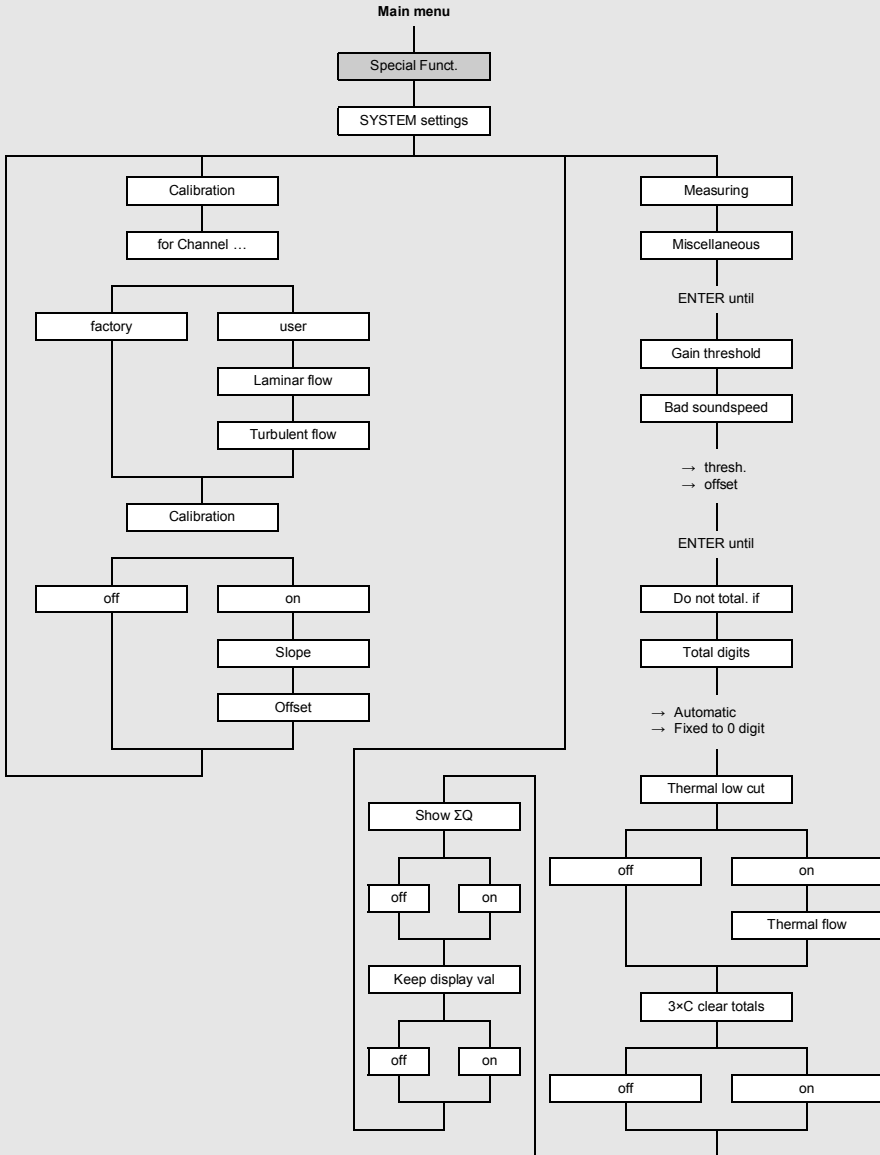 Main menu
Special Funct.
SYSTEM settings
Calibration
for Channel …
factory
user
Laminar flow
Turbulent flow
Calibration
off
on
Slope
Offset
Measuring
Miscellaneous
ENTER until
Gain threshold
Bad soundspeed
→ thresh.
→ offset
ENTER until
Do not total. if
Total digits
→ Automatic
→ Fixed to 0 digit
Thermal low cut
off
on
Thermal flow
3×C clear totals
off
on
Show ΣQ
off
on
Keep display val
off
on